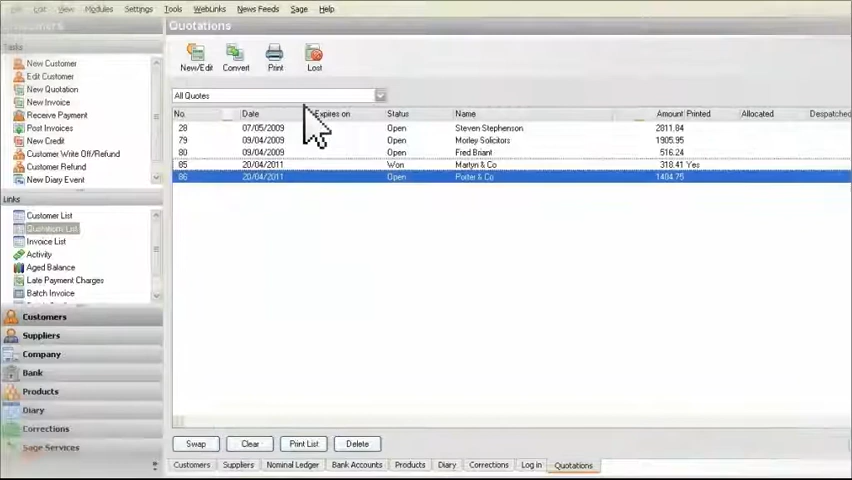 File Edit View Modules Settings Tools WebLinks News Feeds Sage Help
Customers
Quotations
Tasks
New Customer
Edit Customer
New Quotation
New Invoice
Receive Payment
Post Invoices
New Credit
Customer Write Off/Refund
Customer Refund
New Diary Event
Links
Customer List
Quotations List
Invoice List
Activity
Aged Balance
Late Payment Charges
Batch Invoice
Customers
Suppliers
Company
Bank
Products
Diary
Corrections
Sage Services
New/Edit Convert Print Lost
All Quotes
No. Date Expires on Status Name Amount Printed Allocated Despatched
28 07/05/2009 Open Steven Stephenson 2811.84
79 09/04/2009 Open Morley Solicitors 1905.95
80 09/04/2009 Open Fred Briant 516.24
85 20/04/2011 Won Martyn & Co 318.41 Yes
86 20/04/2011 Open Porter & Co 1404.75
Swap Clear Print List Delete
Customers Suppliers Nominal Ledger Bank Accounts Products Diary Corrections Log in Quotations